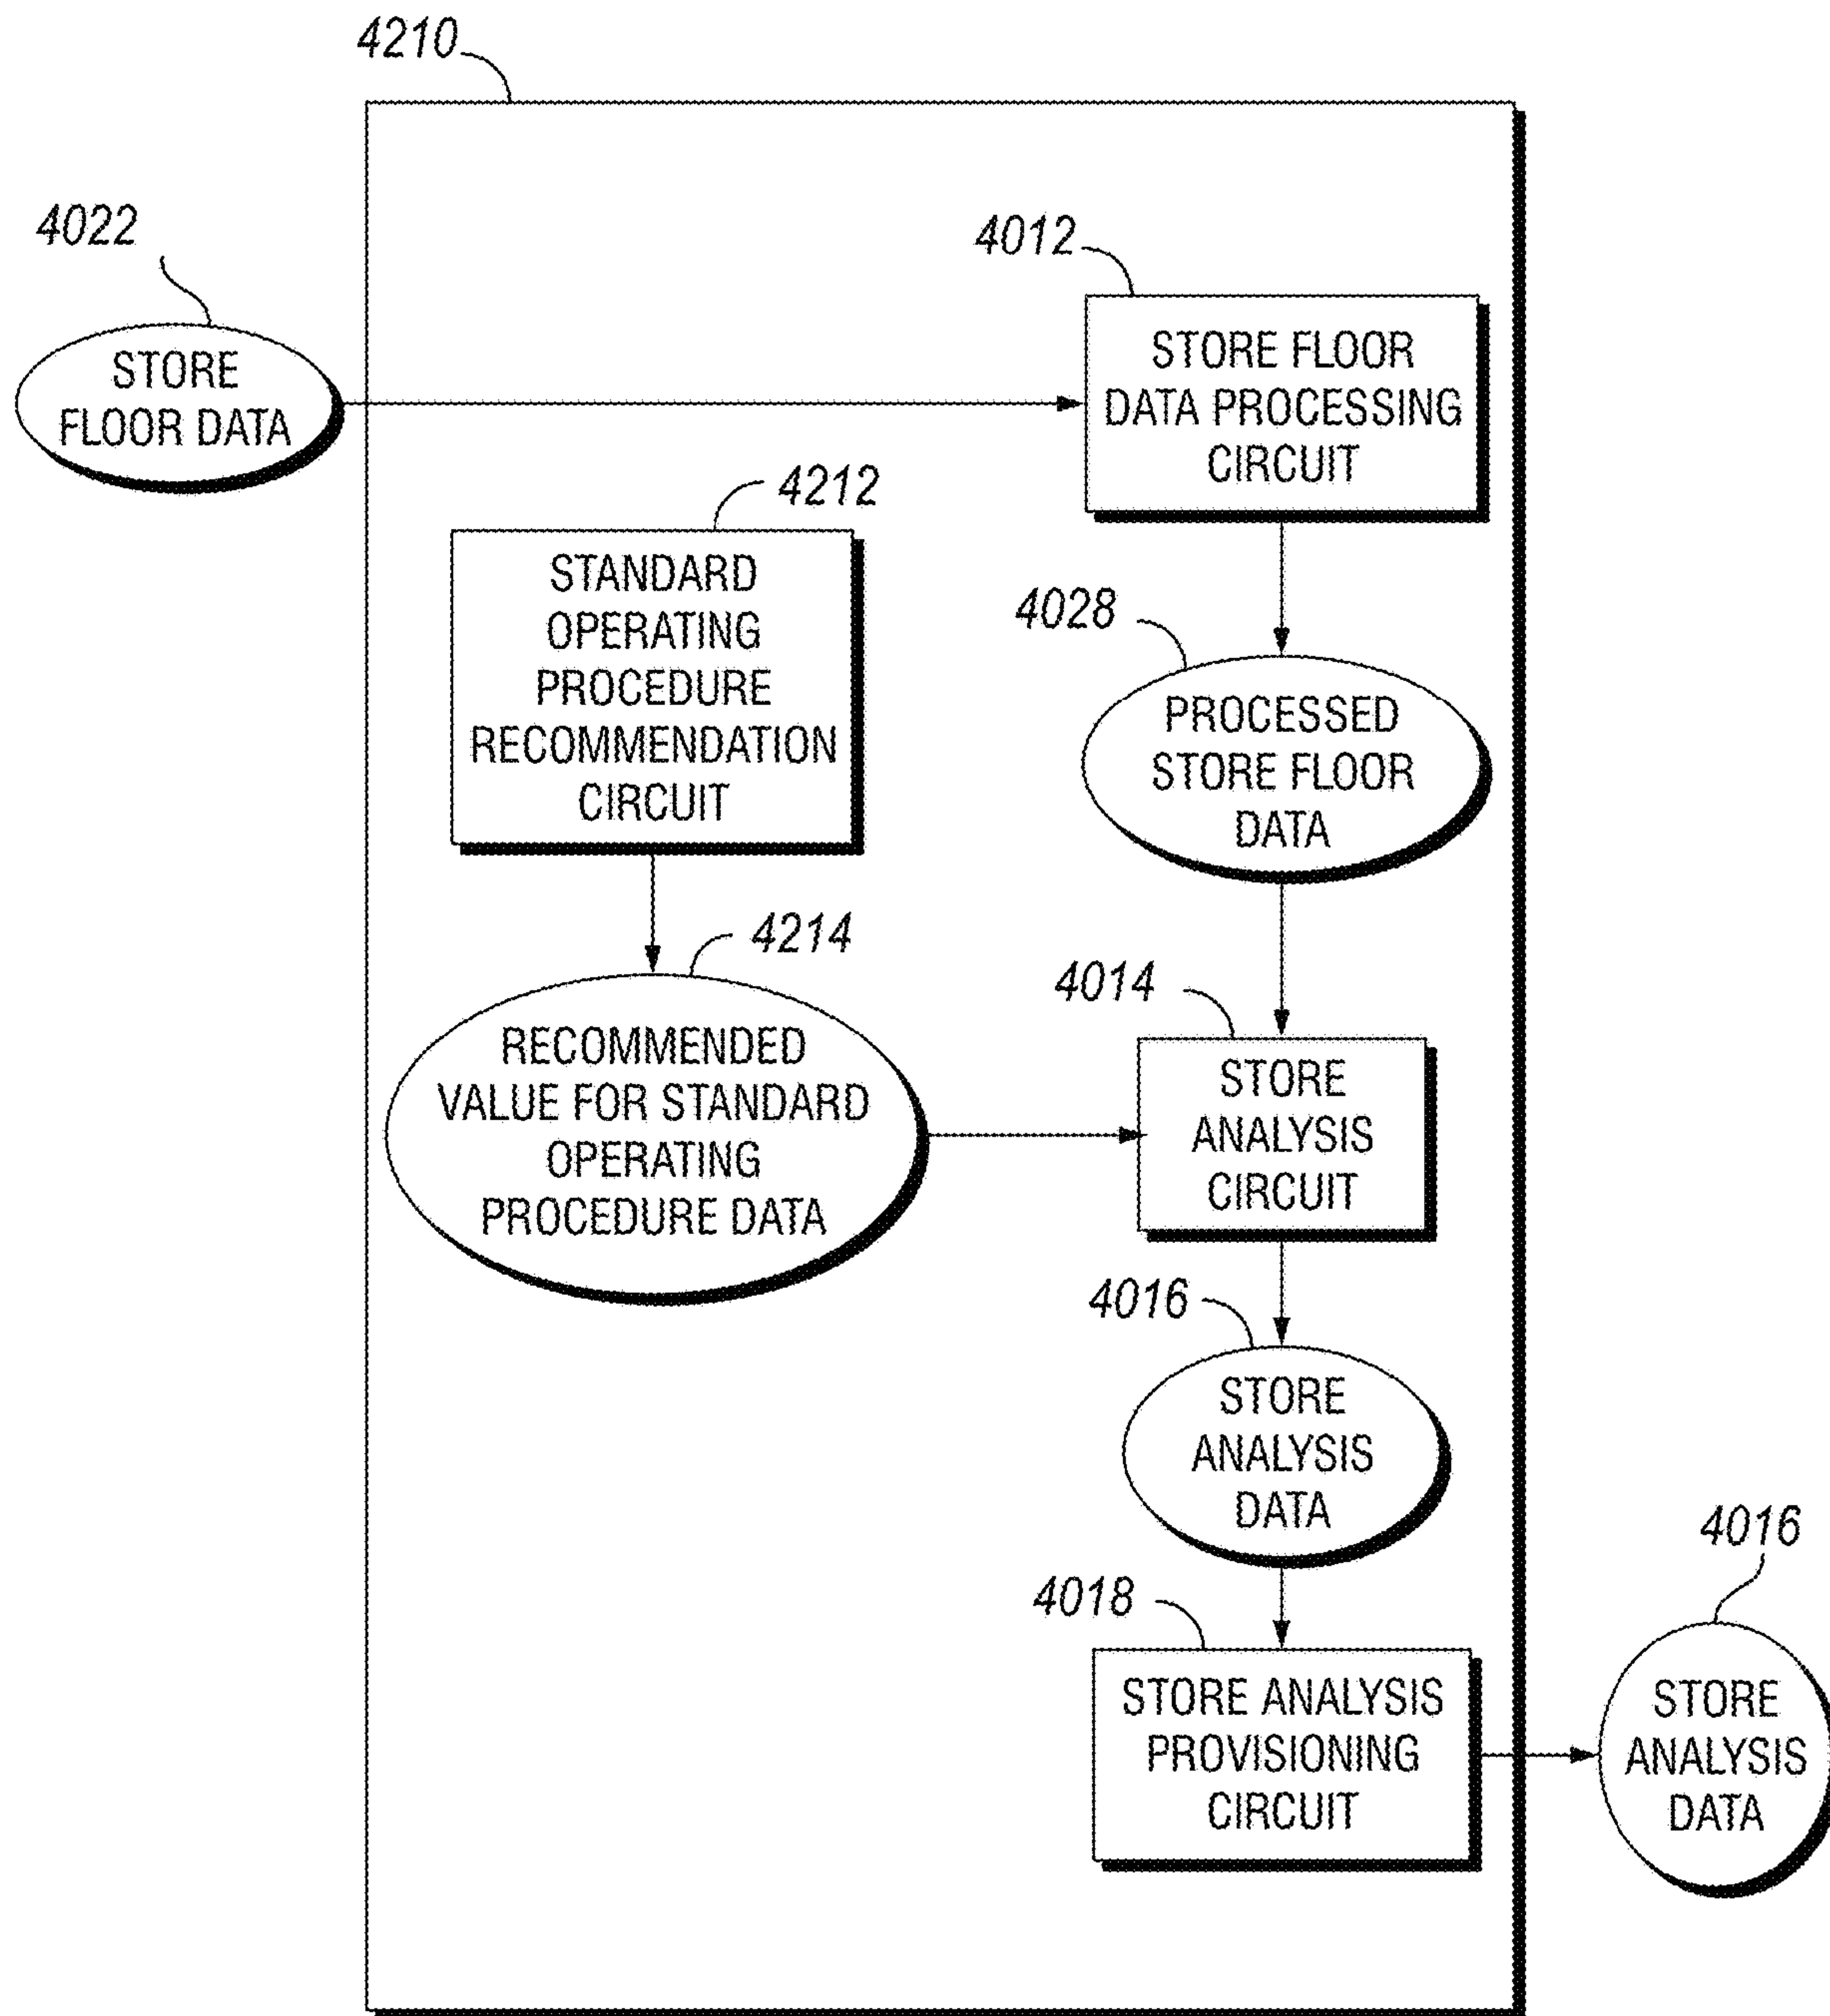 4210
4022
STORE
FLOOR DATA
4012
STORE FLOOR
DATA PROCESSING
CIRCUIT
4212
STANDARD
OPERATING
PROCEDURE
RECOMMENDATION
CIRCUIT
4028
PROCESSED
STORE FLOOR
DATA
4214
RECOMMENDED
VALUE FOR STANDARD
OPERATING
PROCEDURE DATA
4014
STORE
ANALYSIS
CIRCUIT
4016
STORE
ANALYSIS
DATA
4018
STORE ANALYSIS
PROVISIONING
CIRCUIT
4016
STORE
ANALYSIS
DATA